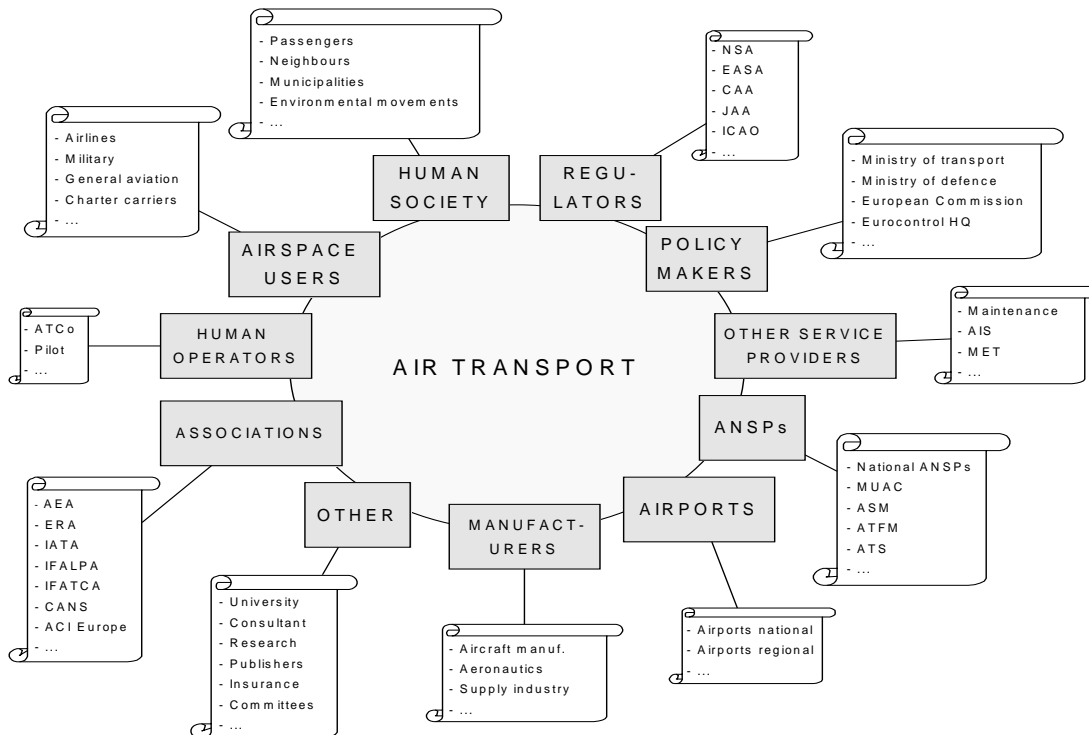 - Passengers
- Neighbours
- Municipalities
- Environmental movements
- ...
- NSA
- EASA
- CAA
- JAA
- ICAO
- ...
- Airlines
- Military
- General aviation
- Charter carriers
- ...
- Ministry of transport
- Ministry of defence
- European Commission
- Eurocontrol HQ
- ...
HUMAN
SOCIETY
REGU-
LATORS
AIRSPACE
USERS
POLICY
MAKERS
- ATCo
- Pilot
- ...
HUMAN
OPERATORS
AIR TRANSPORT
OTHER SERVICE
PROVIDERS
- Maintenance
- AIS
- MET
- ...
ASSOCIATIONS
ANSPs
- National ANSPs
- MUAC
- ASM
- ATFM
- ATS
- ...
OTHER
MANUFACT-
URERS
AIRPORTS
- AEA
- ERA
- IATA
- IFALPA
- IFATCA
- CANS
- ACI Europe
- ...
- University
- Consultant
- Research
- Publishers
- Insurance
- Committees
- ...
- Aircraft manuf.
- Aeronautics
- Supply industry
- ...
- Airports national
- Airports regional
- ...